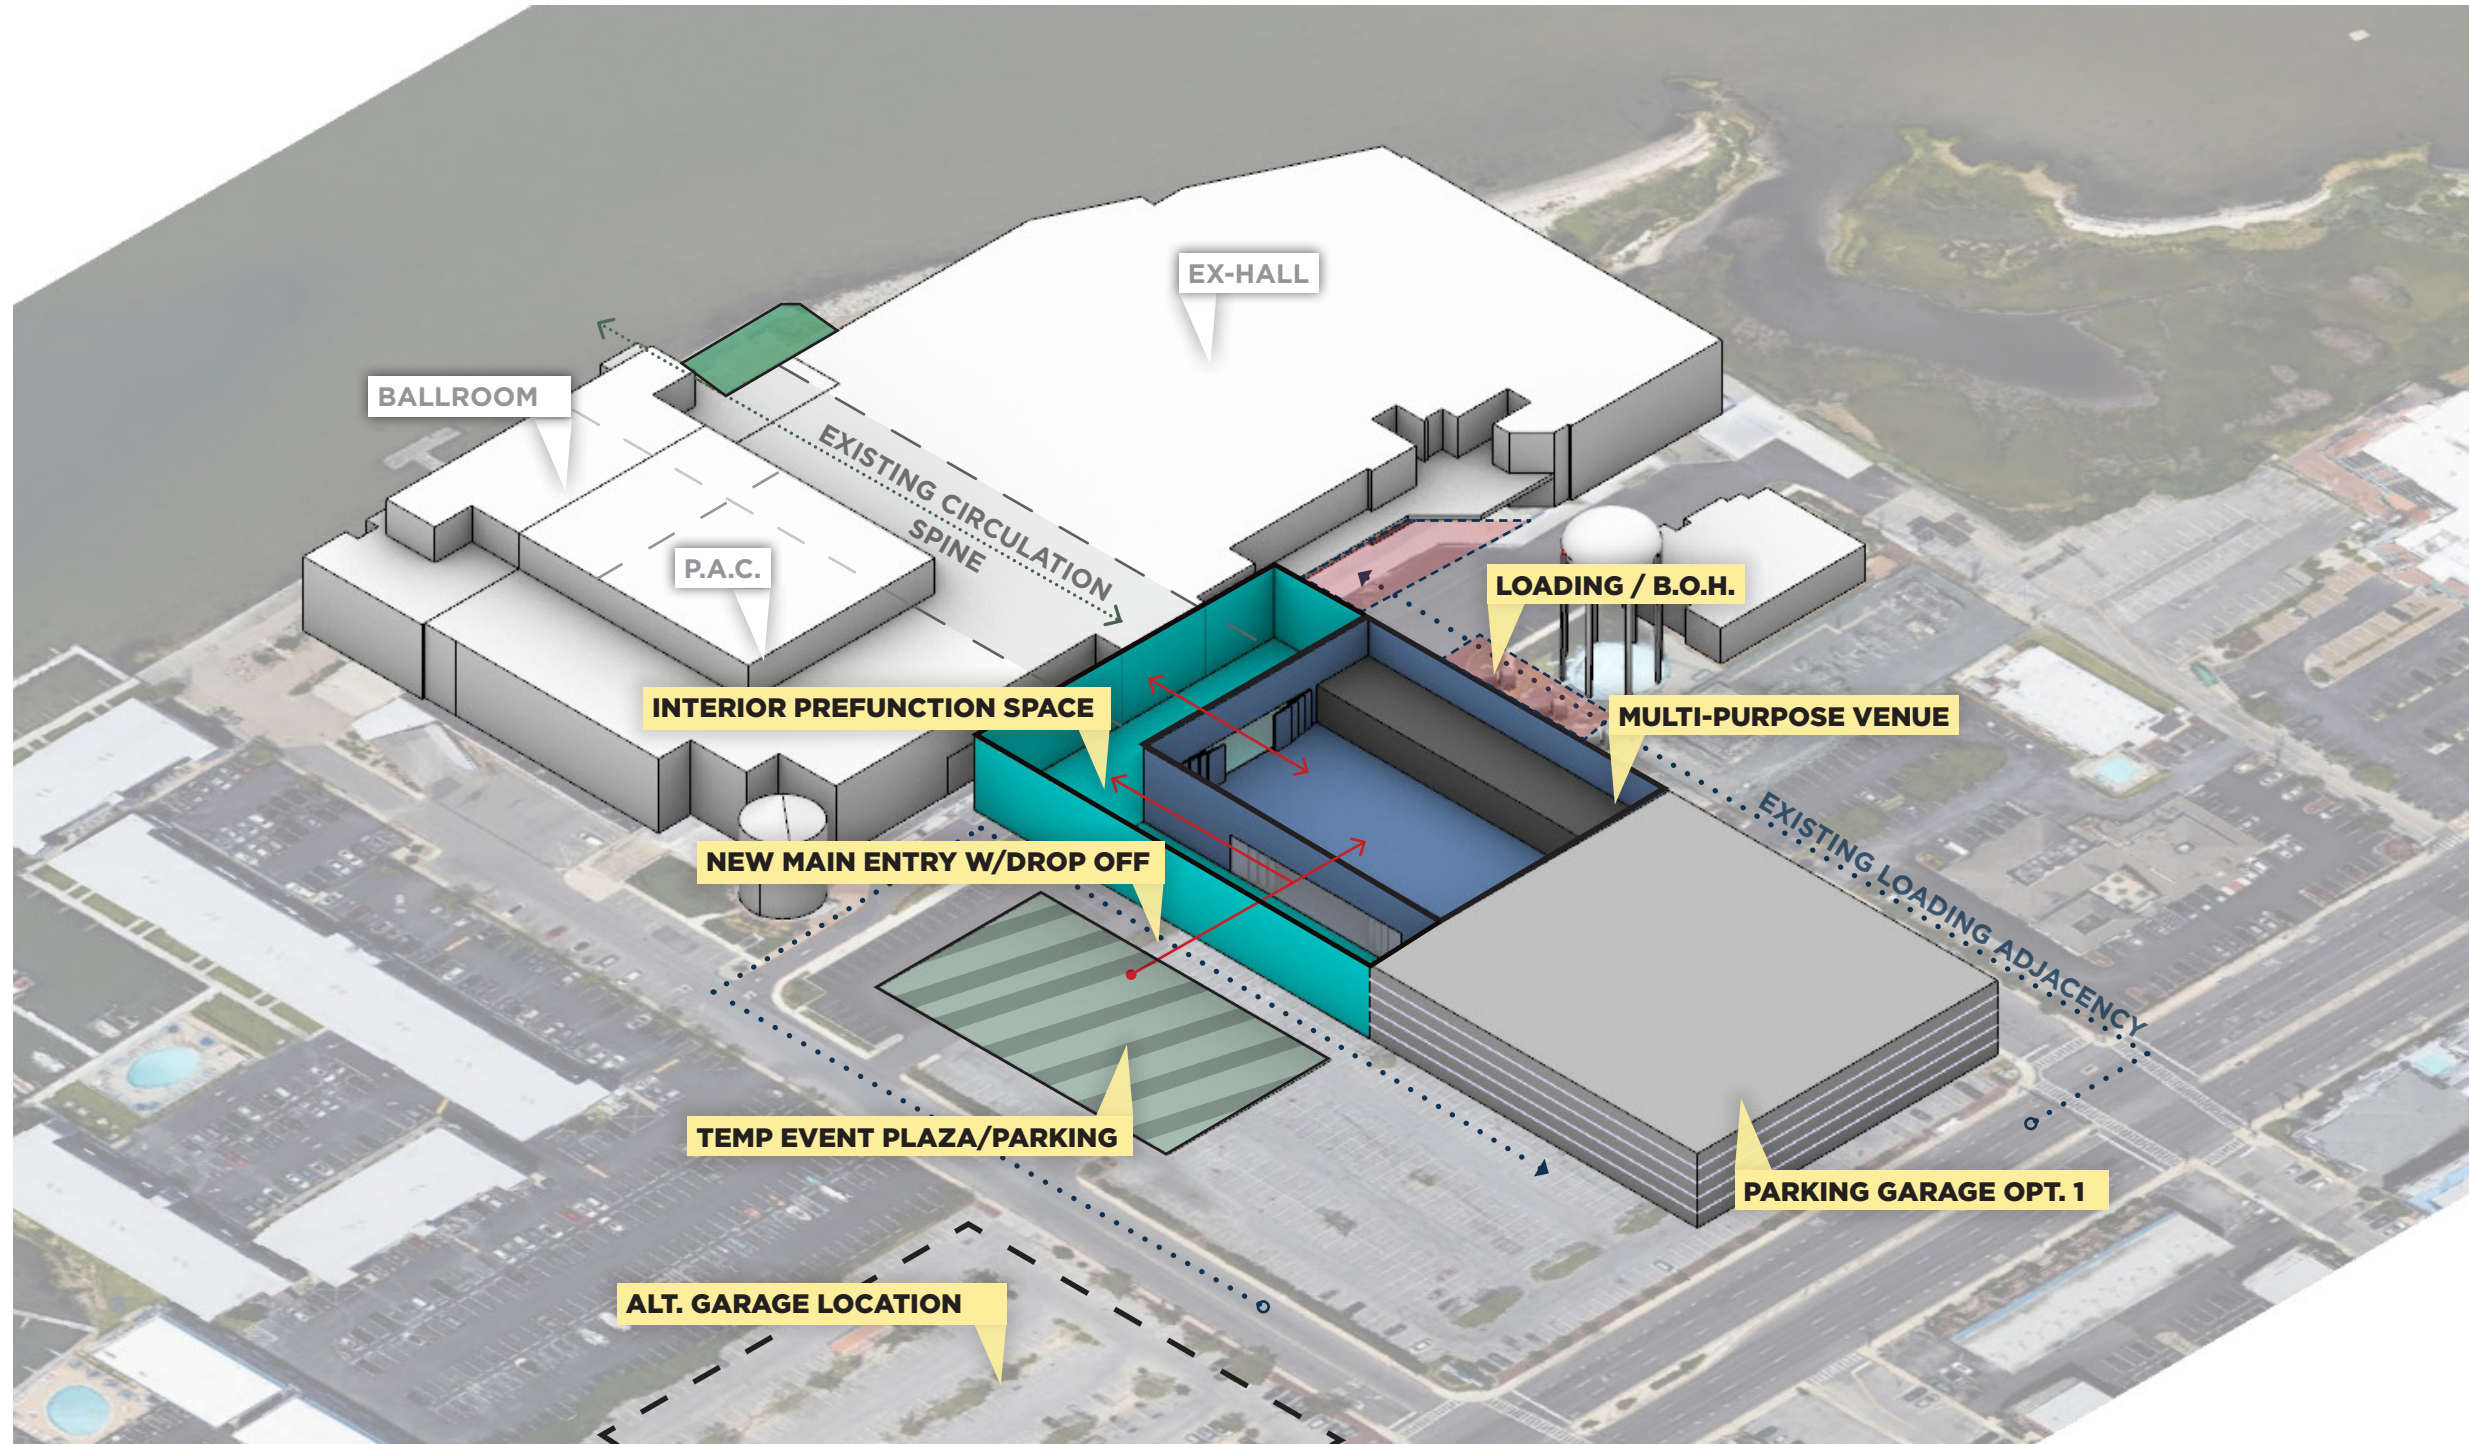 EX-HALL
BALLROOM
EXISTING CIRCULATION
SPINE
P.A.C.
LOADING / B.O.H.
INTERIOR PREFUNCTION SPACE
MULTI-PURPOSE VENUE
NEW MAIN ENTRY W/DROP OFF
EXISTING LOADING ADJACENCY
TEMP EVENT PLAZA/PARKING
PARKING GARAGE OPT. 1
ALT. GARAGE LOCATION